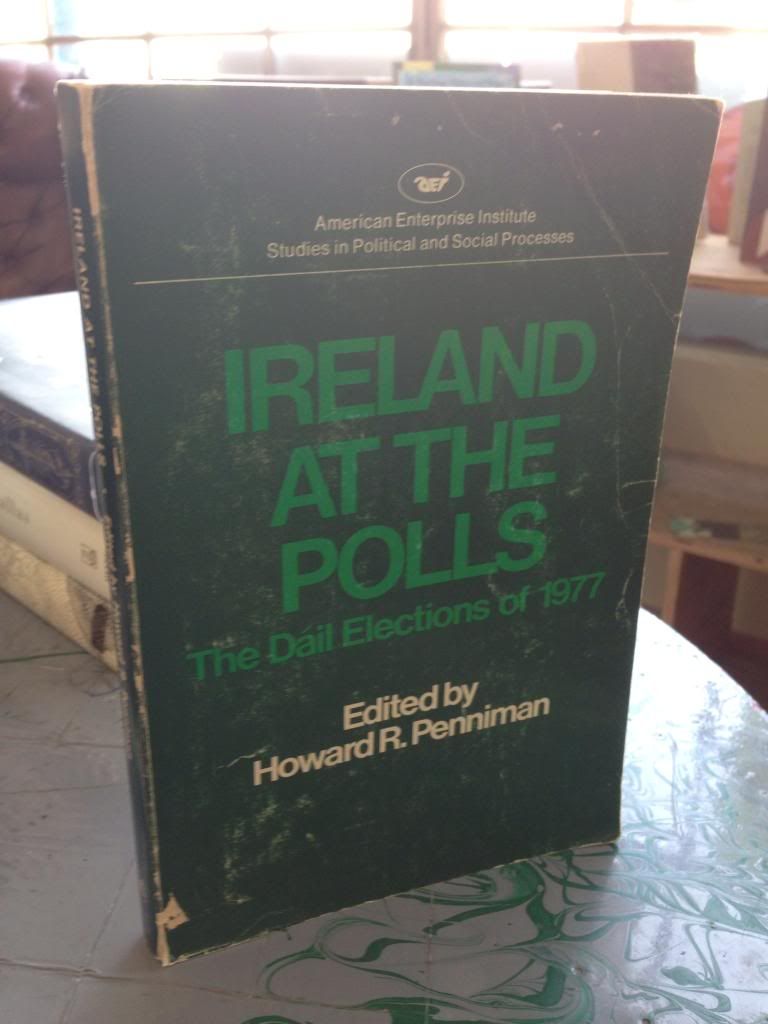 aei
American Enterprise Institute
Studies in Political and Social Processes
IRELAND
AT THE
POLLS
The Dáil Elections of 1977
Edited by
Howard R. Penniman
IRELAND AT THE POLLS